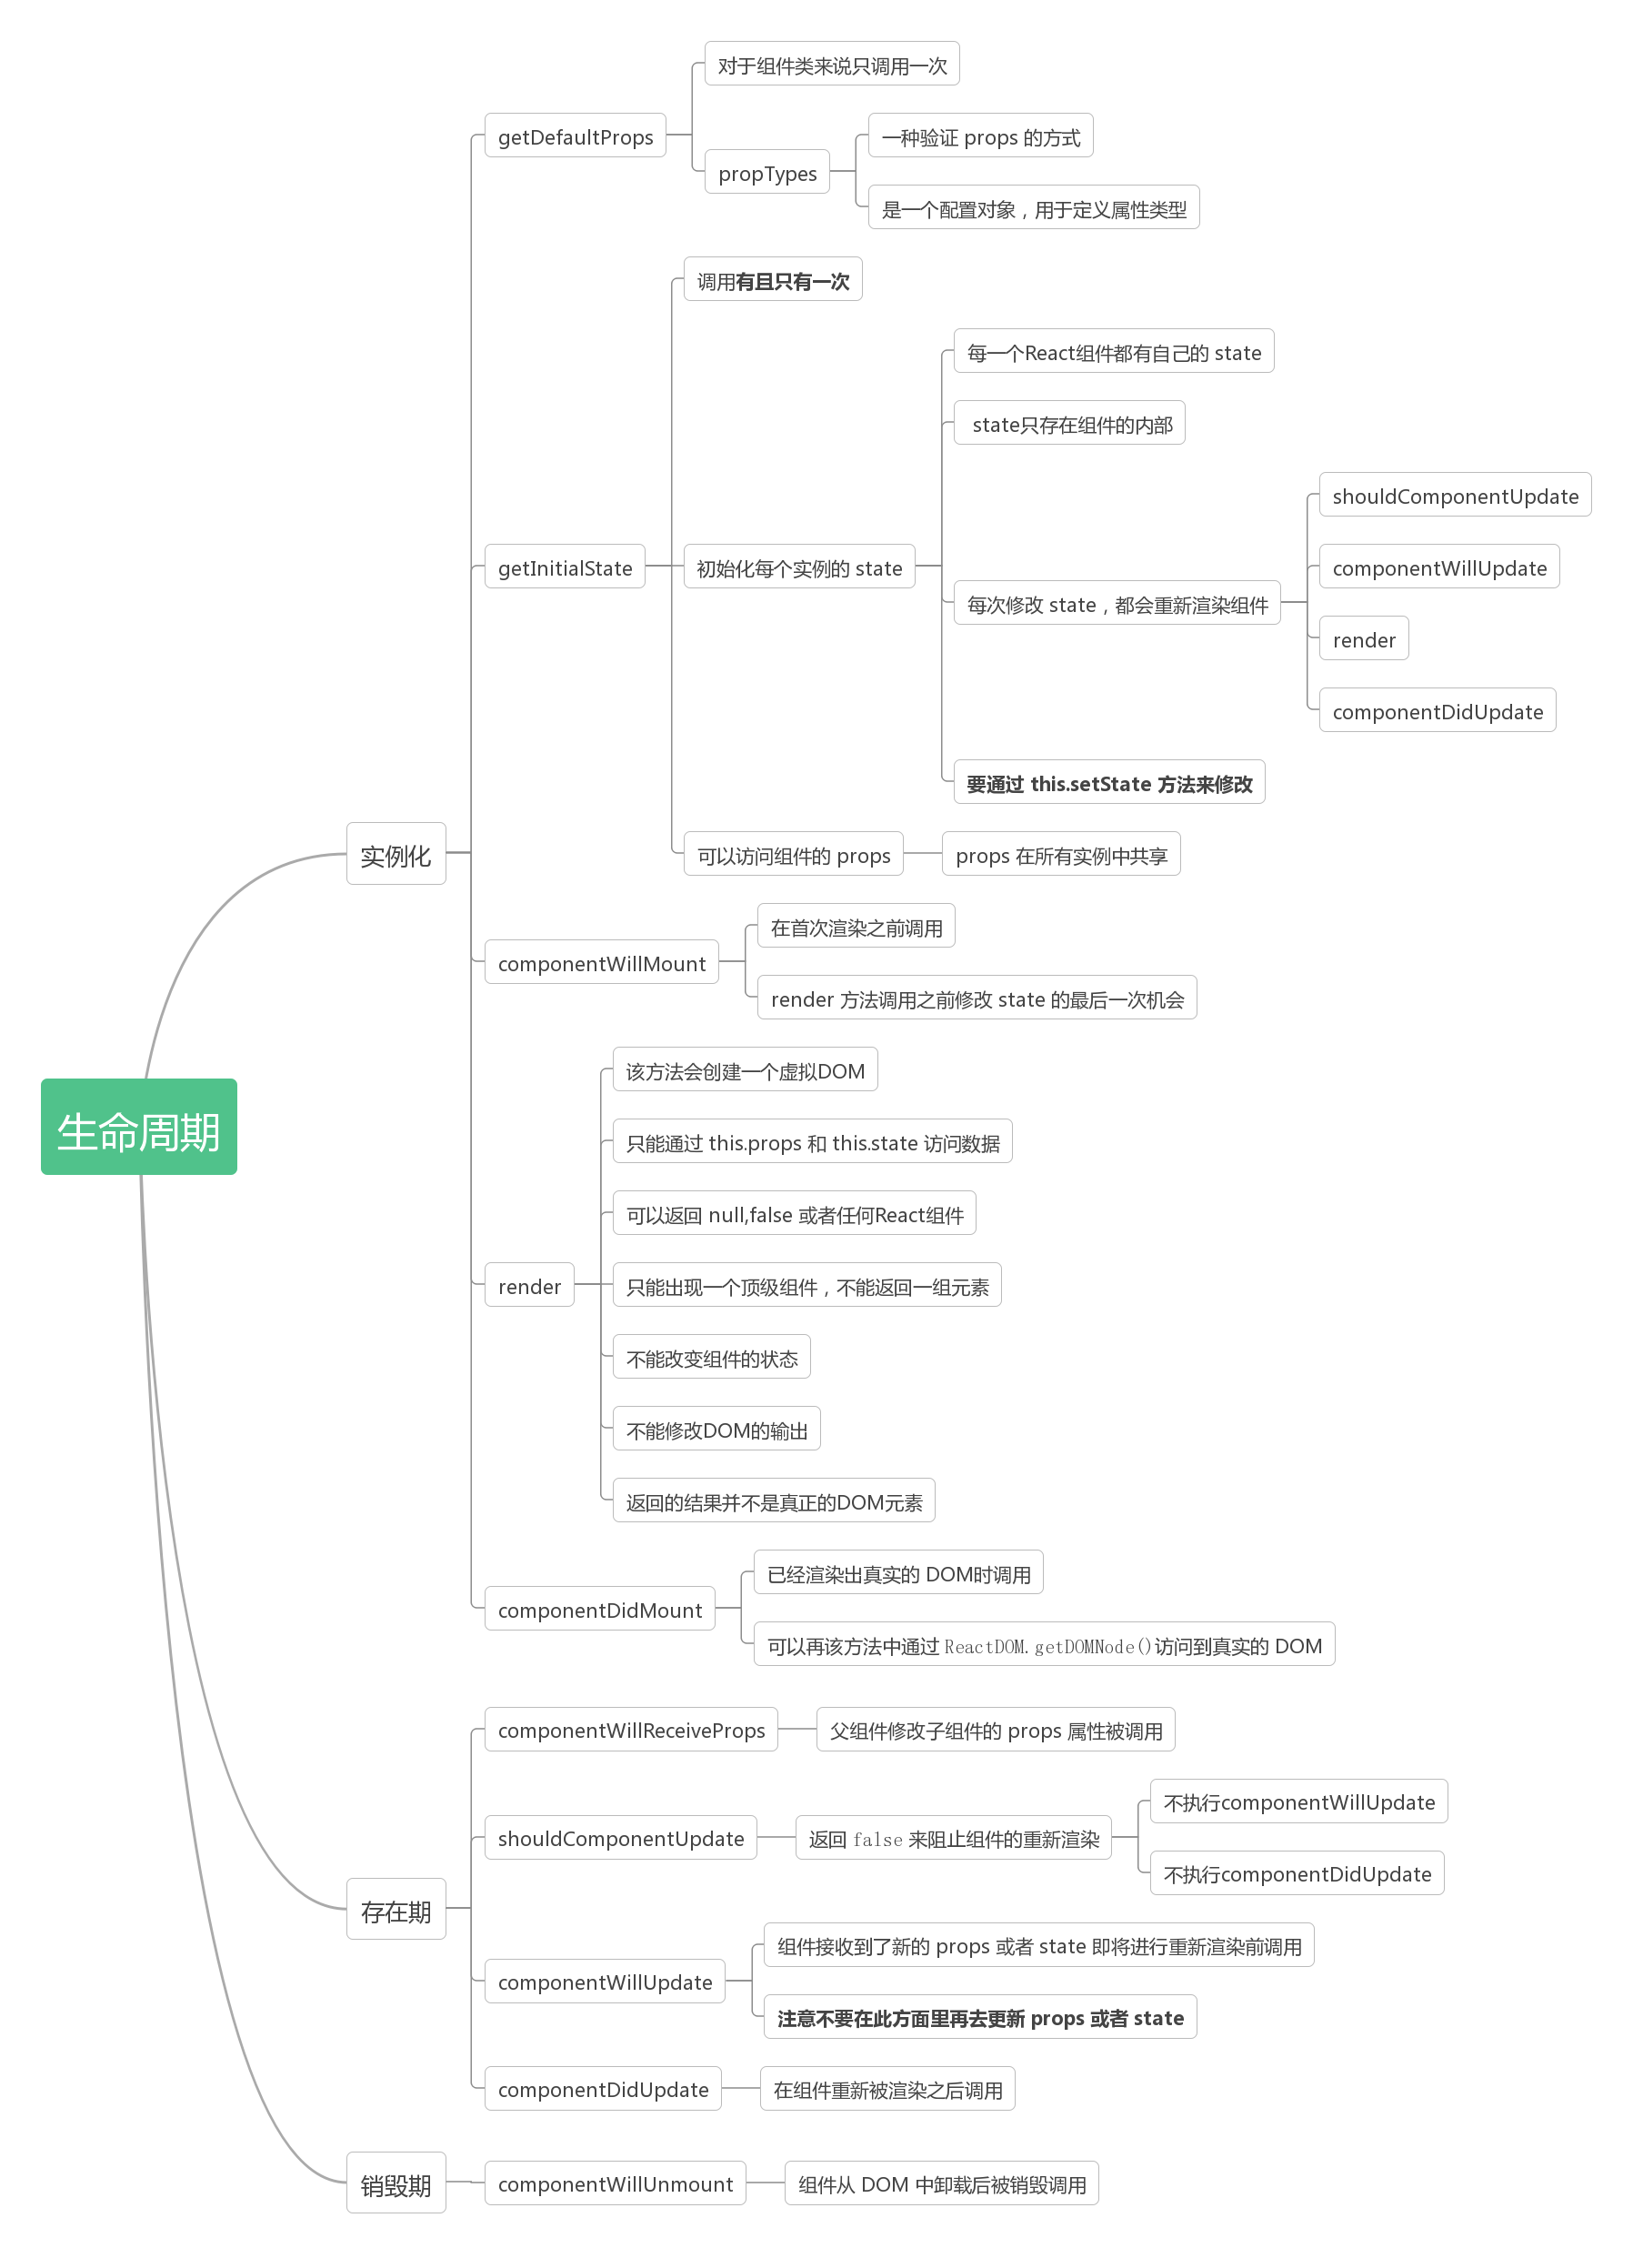 生命周期
实例化
getDefaultProps
对于组件类来说只调用一次
propTypes
一种验证 props 的方式
是一个配置对象，用于定义属性类型
getInitialState
调用有且只有一次
初始化每个实例的 state
每一个React组件都有自己的 state
state只存在组件的内部
每次修改 state，都会重新渲染组件
shouldComponentUpdate
componentWillUpdate
render
componentDidUpdate
要通过 this.setState 方法来修改
可以访问组件的 props
props 在所有实例中共享
componentWillMount
在首次渲染之前调用
render 方法调用之前修改 state 的最后一次机会
render
该方法会创建一个虚拟DOM
只能通过 this.props 和 this.state 访问数据
可以返回 null,false 或者任何React组件
只能出现一个顶级组件，不能返回一组元素
不能改变组件的状态
不能修改DOM的输出
返回的结果并不是真正的DOM元素
componentDidMount
已经渲染出真实的 DOM时调用
可以再该方法中通过 ReactDOM.getDOMNode()访问到真实的 DOM
存在期
componentWillReceiveProps
父组件修改子组件的 props 属性被调用
shouldComponentUpdate
返回 false 来阻止组件的重新渲染
不执行componentWillUpdate
不执行componentDidUpdate
componentWillUpdate
组件接收到了新的 props 或者 state 即将进行重新渲染前调用
注意不要在此方面里再去更新 props 或者 state
componentDidUpdate
在组件重新被渲染之后调用
销毁期
componentWillUnmount
组件从 DOM 中卸载后被销毁调用